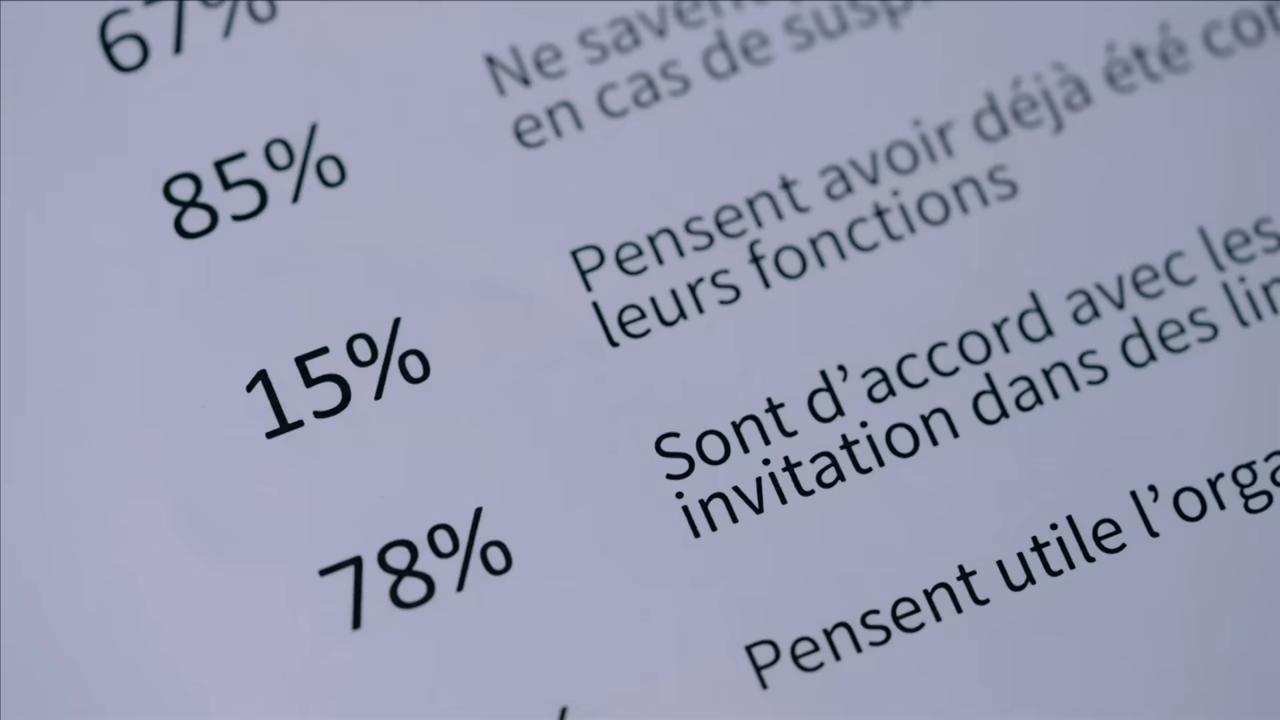 67%
85%
Ne savent
en cas de susp
15%
Pensent avoir déjà été co
leurs fonctions
78%
Sont d’accord avec les
invitation dans des li
Pensent utile l’orga